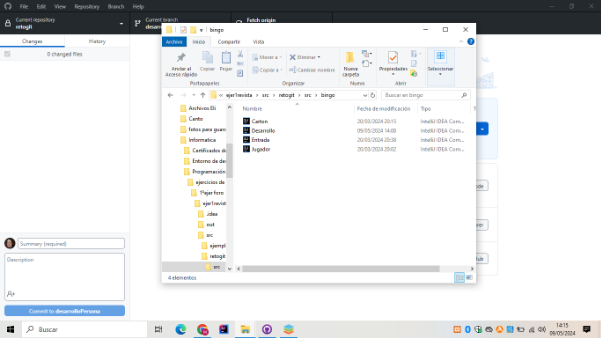 File Edit View Repository Branch Help
Current repository
retogit
Current branch
desarro
Fetch origin
Changes
History
0 changed files
bingo
Archivo Inicio Compartir Vista
Anclar al Acceso rápido
Copiar
Pegar
Mover a
Copiar a
Eliminar
Cambiar nombre
Nueva carpeta
Propiedades
Seleccionar
Portapapeles
Organizar
Nuevo
Abrir
ejer1revista > src > retogit > src > bingo
Buscar en bingo
Archivos Eli
Canto
fotos para guar
Informatica
Certificados de
Entorno de de
Programación
ejercicios de
1ªejer foro
ejer1revist
.idea
out
src
ejempl
retogit
src
Nombre
Fecha de modificación
Tipo
Carton 20/03/2024 20:15 IntelliJ IDEA Com...
Desarrollo 09/05/2024 14:08 IntelliJ IDEA Com...
Entrada 20/03/2024 20:38 IntelliJ IDEA Com...
Jugador 20/03/2024 20:02 IntelliJ IDEA Com...
4 elementos
Summary (required)
Description
Commit to desarrolloPersona
Buscar
14:15
09/05/2024